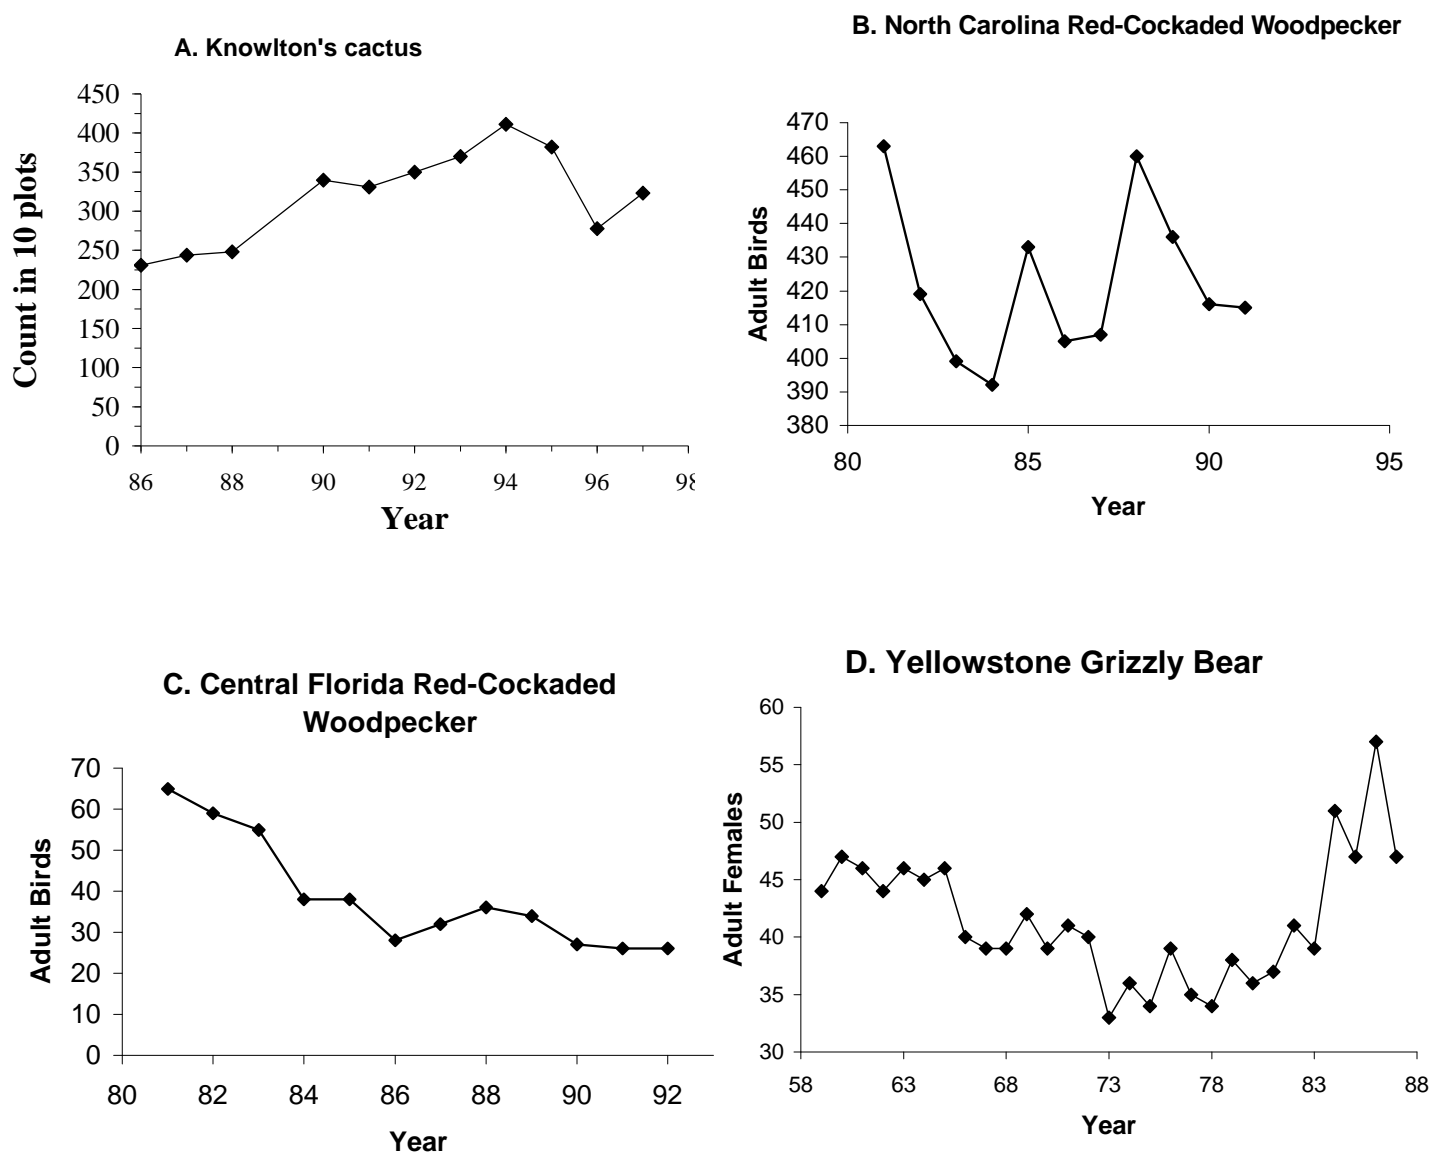 A. Knowlton's cactus
450
400
350
300
250
200
150
100
50
0
Count in 10 plots
86 88 90 92 94 96 98
Year
B. North Carolina Red-Cockaded Woodpecker
470
460
450
440
430
420
410
400
390
380
Adult Birds
80 85 90 95
Year
C. Central Florida Red-Cockaded
Woodpecker
70
60
50
40
30
20
10
0
Adult Birds
80 82 84 86 88 90 92
Year
D. Yellowstone Grizzly Bear
60
55
50
45
40
35
30
Adult Females
58 63 68 73 78 83 88
Year